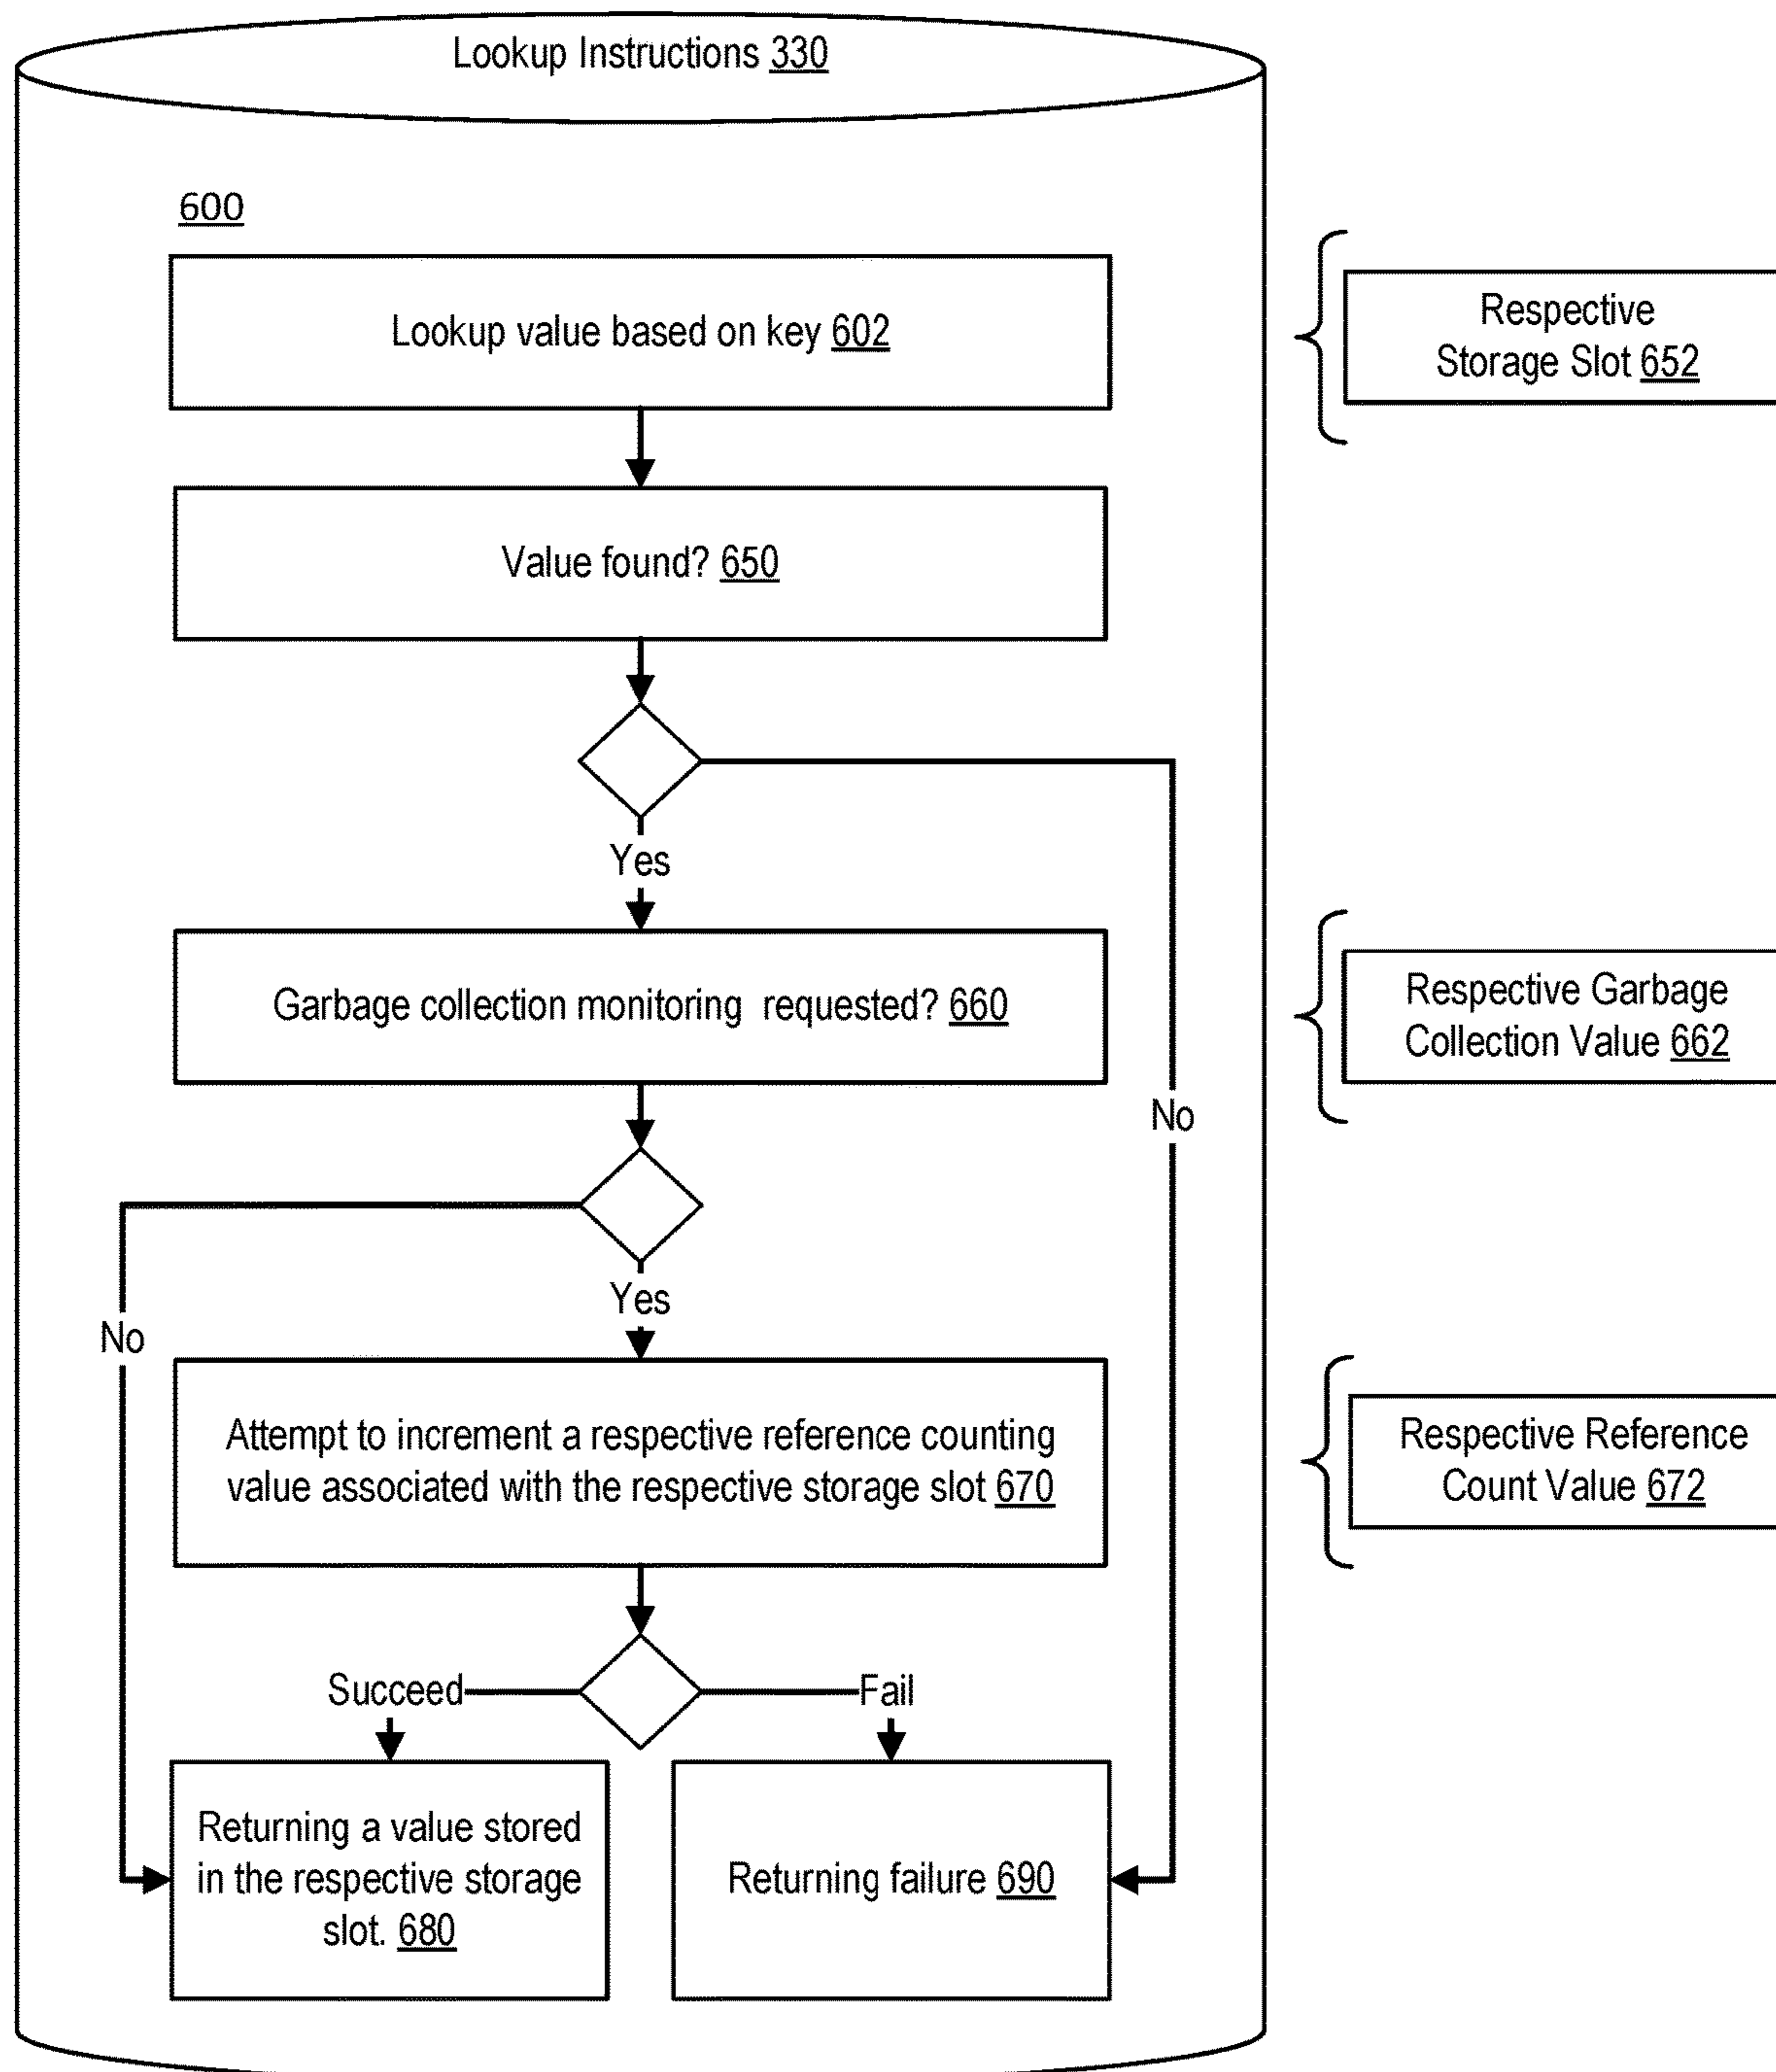 Lookup Instructions 330
600
Lookup value based on key 602
Respective
Storage Slot 652
Value found? 650
Yes
Garbage collection monitoring requested? 660
Respective Garbage
Collection Value 662
No
Yes
No
Attempt to increment a respective reference counting
value associated with the respective storage slot 670
Respective Reference
Count Value 672
Succeed
Fail
Returning a value stored
in the respective storage
slot. 680
Returning failure 690